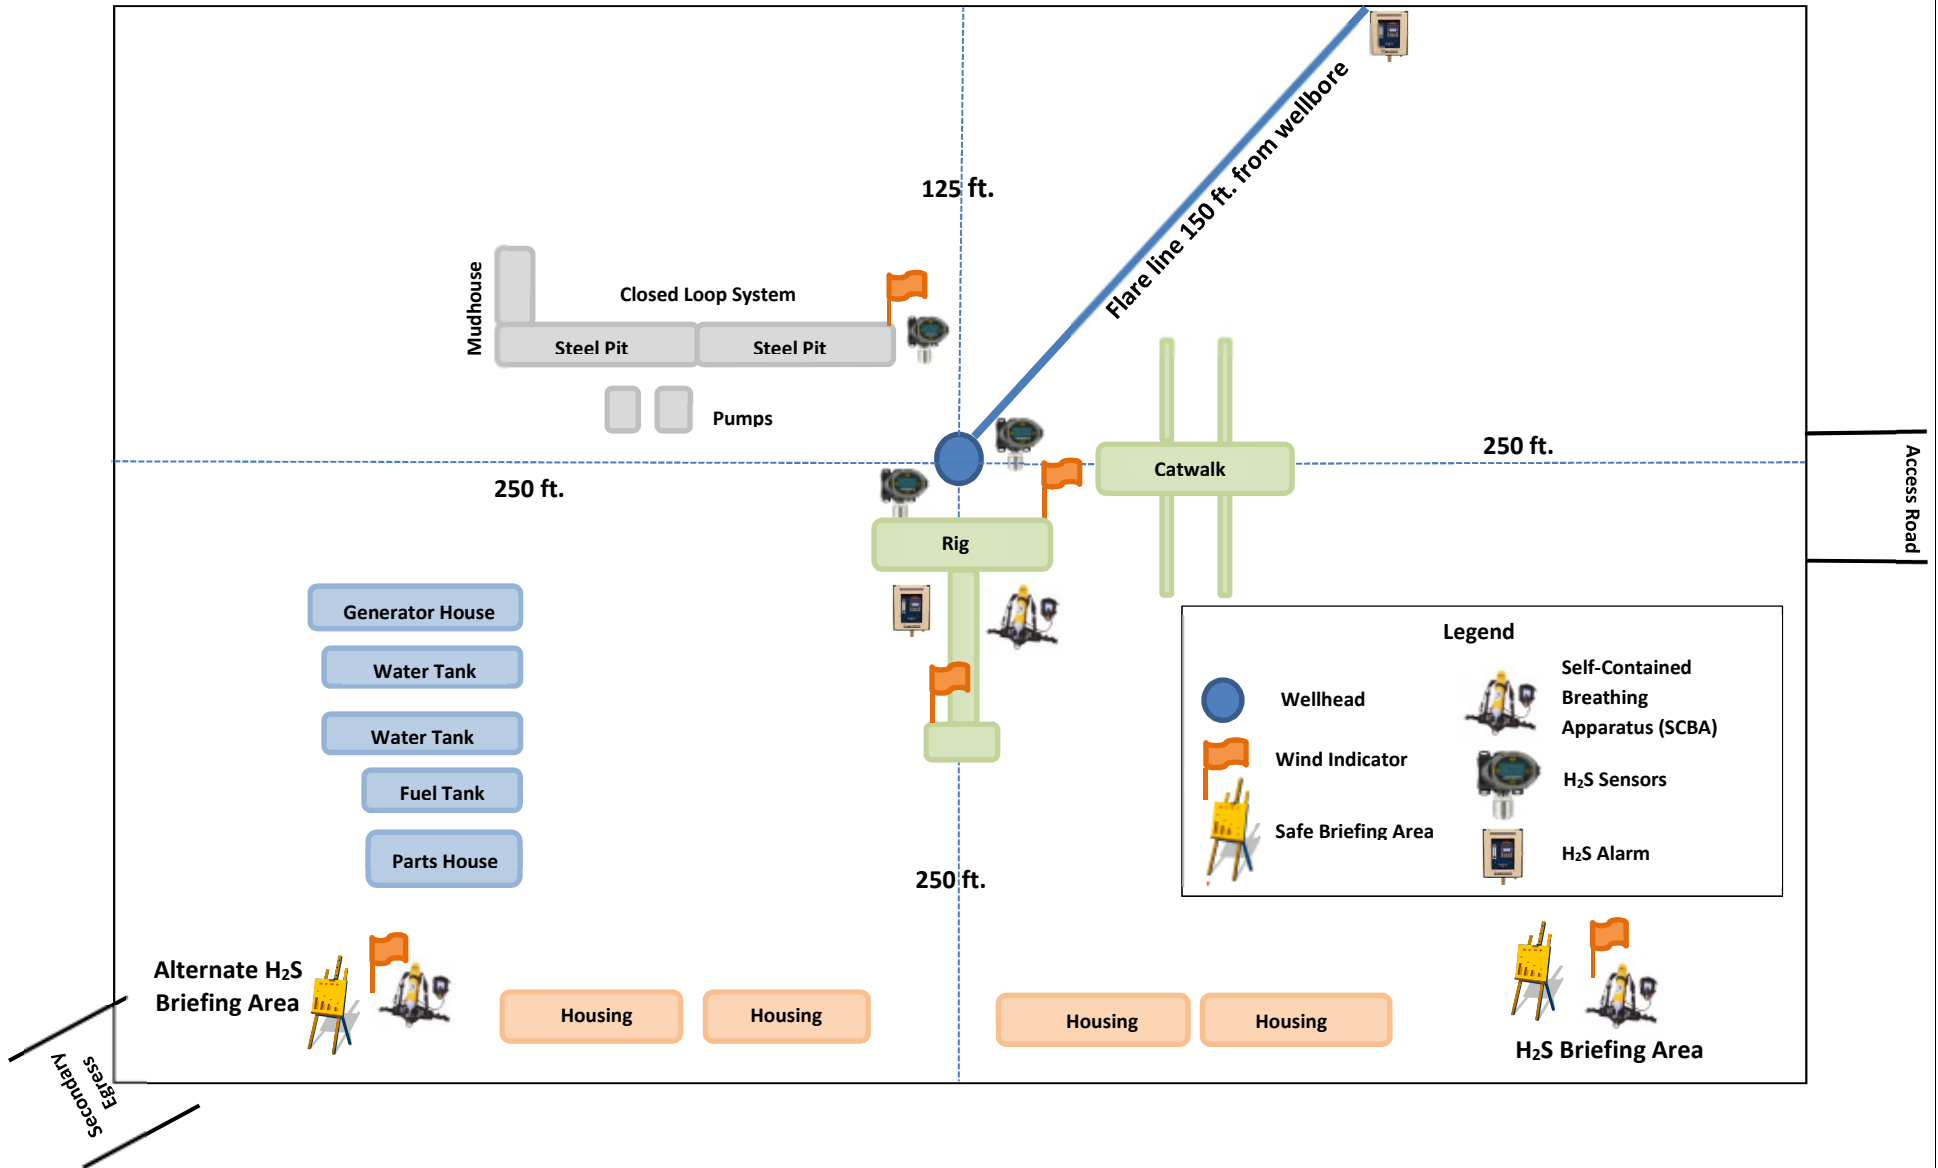 125 ft.
Flare line 150 ft. from wellbore
Mudhouse
Closed Loop System
Steel Pit
Steel Pit
Pumps
250 ft.
250 ft.
Catwalk
Access Road
Rig
Generator House
Water Tank
Water Tank
Fuel Tank
Parts House
Legend
Wellhead
Wind Indicator
Safe Briefing Area
Self-Contained
Breathing
Apparatus (SCBA)
H₂S Sensors
H₂S Alarm
250 ft.
Alternate H₂S
Briefing Area
Housing
Housing
Housing
Housing
H₂S Briefing Area
Secondary
Egress